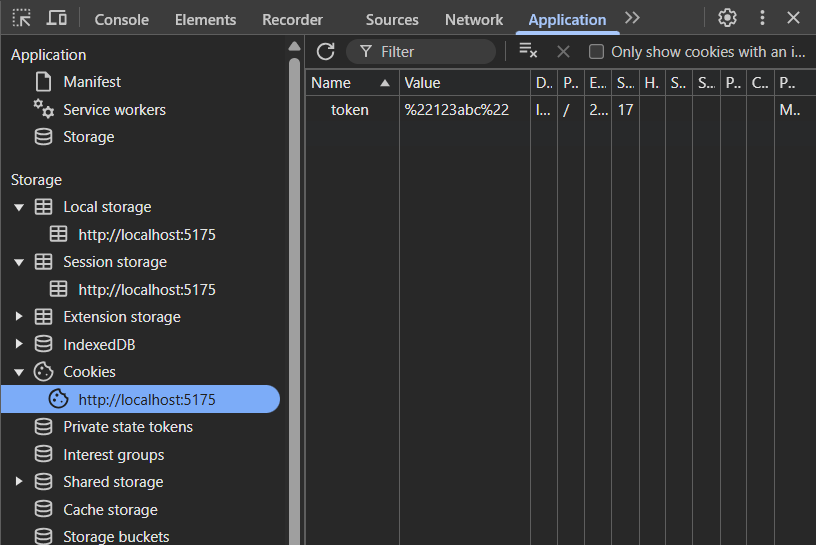 Console Elements Recorder Sources Network Application
Application
Manifest
Service workers
Storage
Storage
Local storage
http://localhost:5175
Session storage
http://localhost:5175
Extension storage
IndexedDB
Cookies
http://localhost:5175
Private state tokens
Interest groups
Shared storage
Cache storage
Storage buckets
Filter Only show cookies with an i...
Name Value D.. P.. E.. S... H. S.. S.. P.. C.. P..
token %22123abc%22 l... / 2... 17 M..